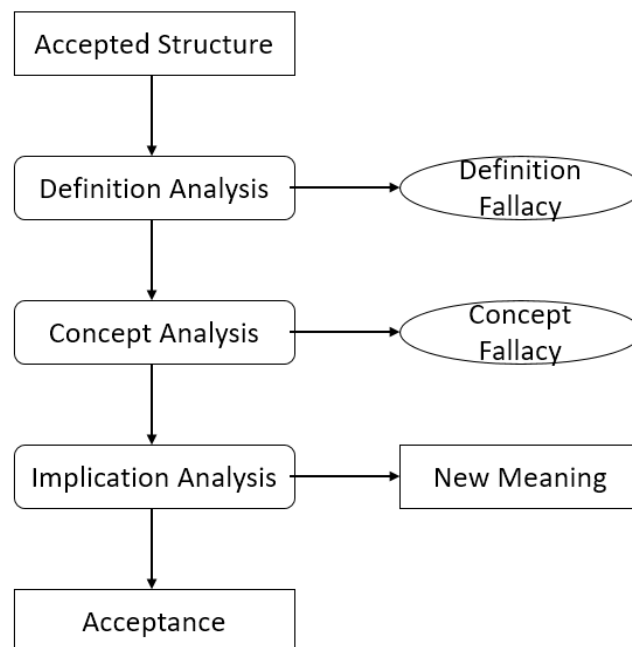 Accepted Structure
Definition Analysis
Definition
Fallacy
Concept Analysis
Concept
Fallacy
Implication Analysis
New Meaning
Acceptance